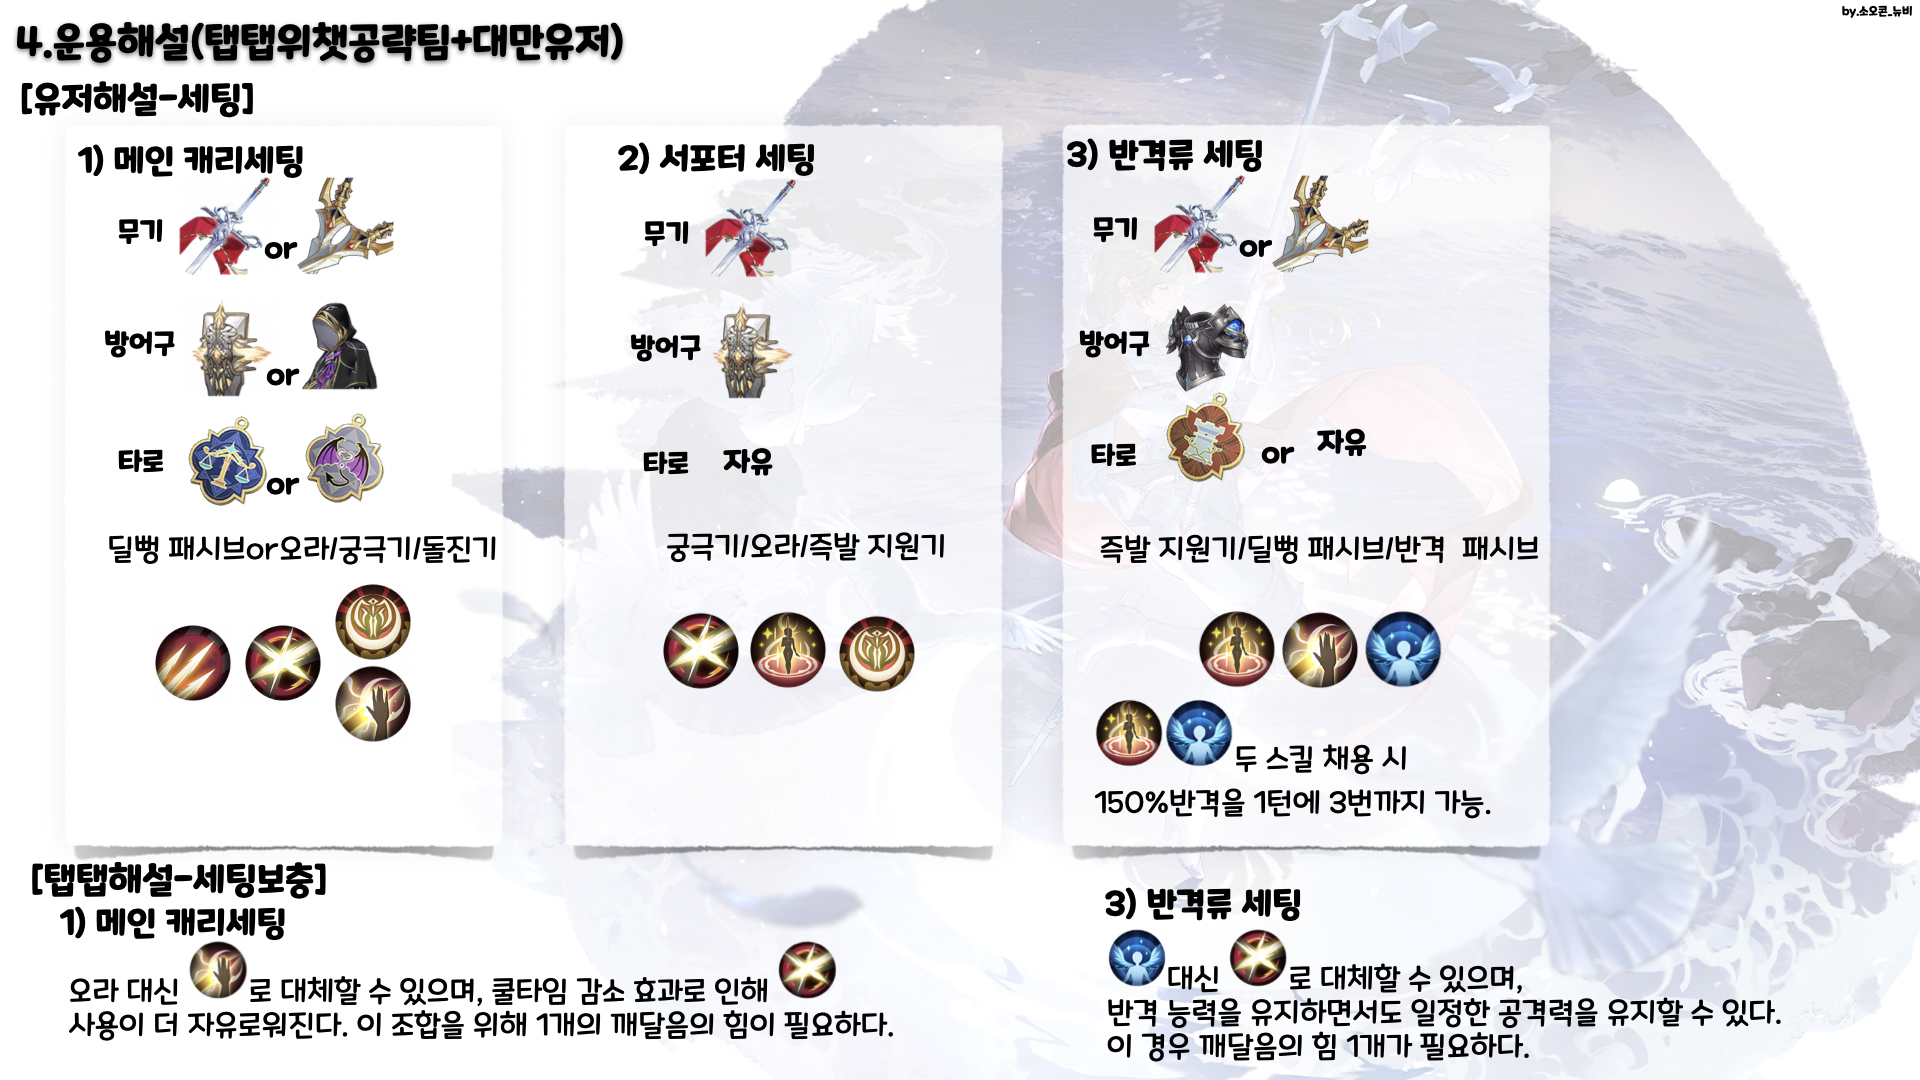 by.소오콘_뉴비
4.운용해설(탭탭위챗공략팀+대만유저)
[유저해설-세팅]
1) 메인 캐리세팅
무기
or
방어구
or
타로
or
딜뻥 패시브or오라/궁극기/돌진기
2) 서포터 세팅
무기
방어구
타로 자유
궁극기/오라/즉발 지원기
3) 반격류 세팅
무기
or
방어구
타로 or 자유
즉발 지원기/딜뻥 패시브/반격 패시브
두 스킬 채용 시
150%반격을 1턴에 3번까지 가능.
[탭탭해설-세팅보충]
1) 메인 캐리세팅
오라 대신 로 대체할 수 있으며, 쿨타임 감소 효과로 인해
사용이 더 자유로워진다. 이 조합을 위해 1개의 깨달음의 힘이 필요하다.
3) 반격류 세팅
대신 로 대체할 수 있으며,
반격 능력을 유지하면서도 일정한 공격력을 유지할 수 있다.
이 경우 깨달음의 힘 1개가 필요하다.